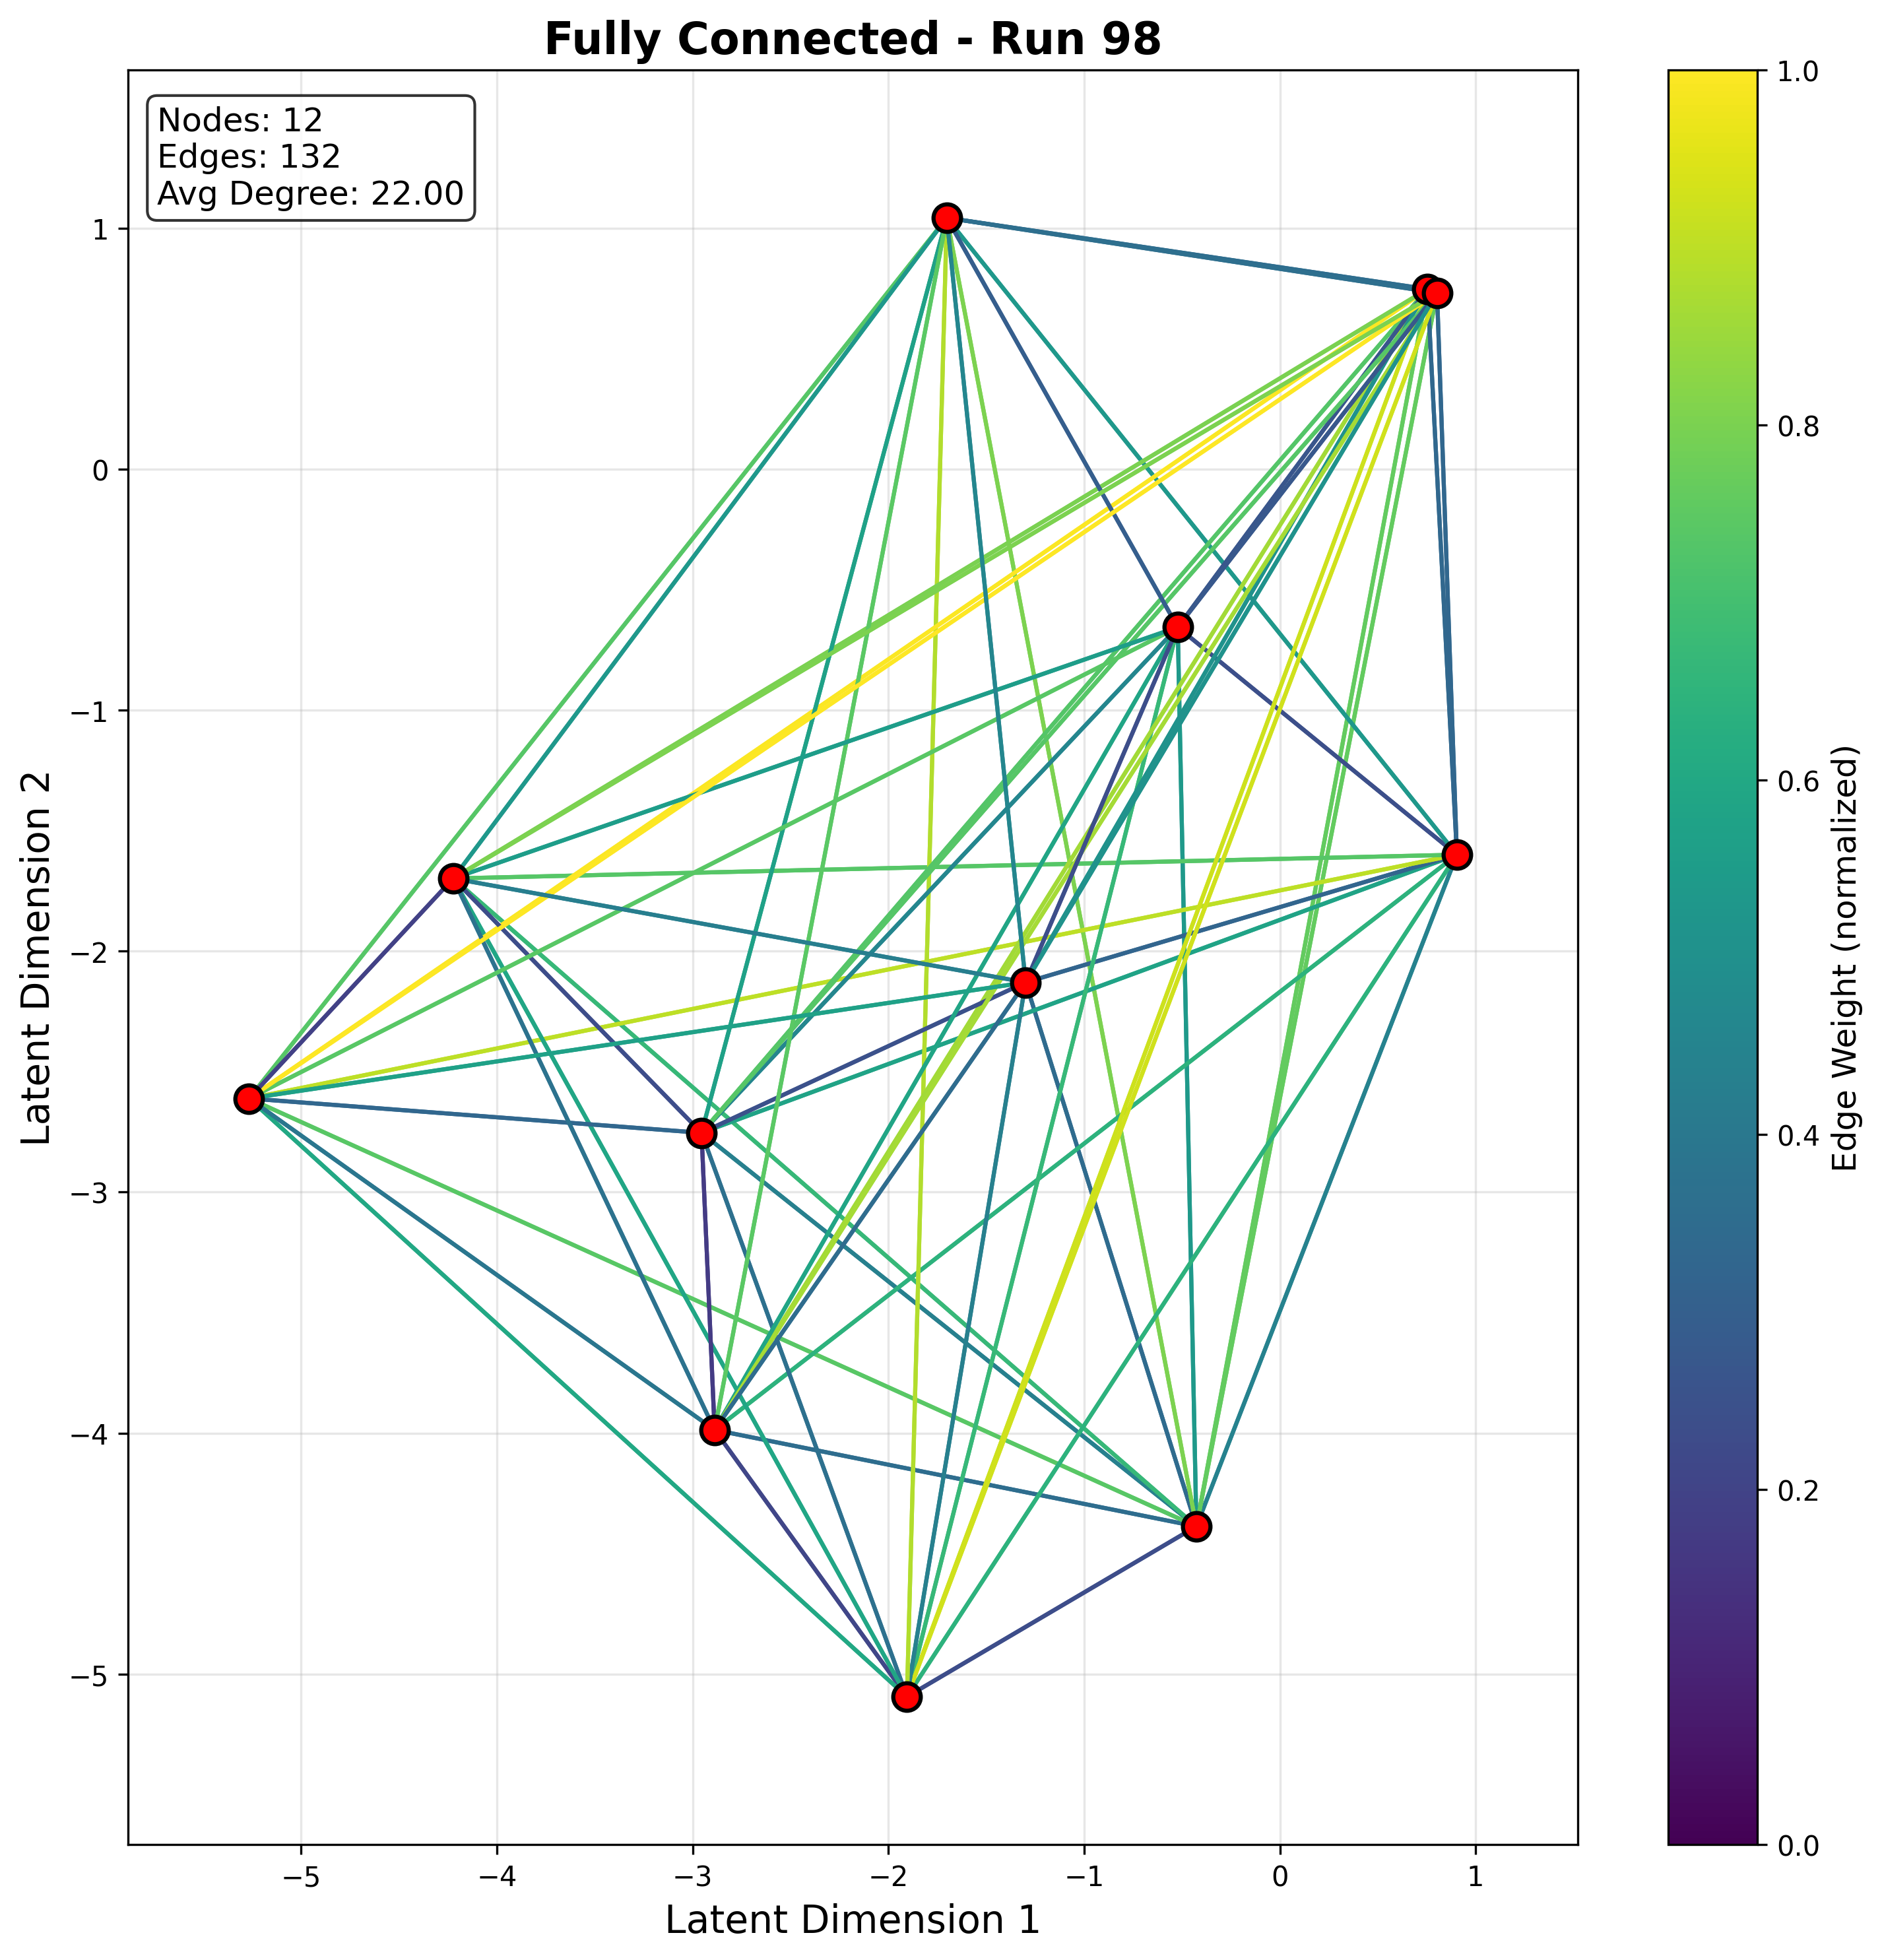 Fully Connected - Run 98
Nodes: 12
Edges: 132
Avg Degree: 22.00
1
0
−1
−2
−3
−4
−5
Latent Dimension 2
−5
−4
−3
−2
−1
0
1
Latent Dimension 1
1.0
0.8
0.6
0.4
0.2
0.0
Edge Weight (normalized)